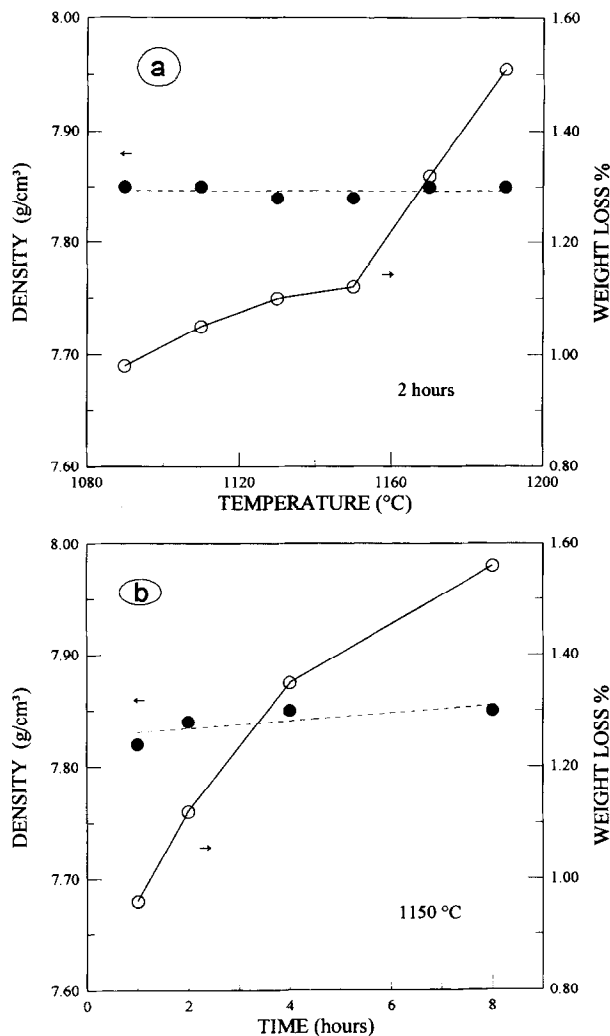 a
DENSITY (g/cm³)
8.00
7.90
7.80
7.70
7.60
WEIGHT LOSS %
1.60
1.40
1.20
1.00
0.80
2 hours
1080
1120
1160
1200
TEMPERATURE (°C)
b
DENSITY (g/cm³)
8.00
7.90
7.80
7.70
7.60
WEIGHT LOSS %
1.60
1.40
1.20
1.00
0.80
1150 °C
0
2
4
6
8
TIME (hours)